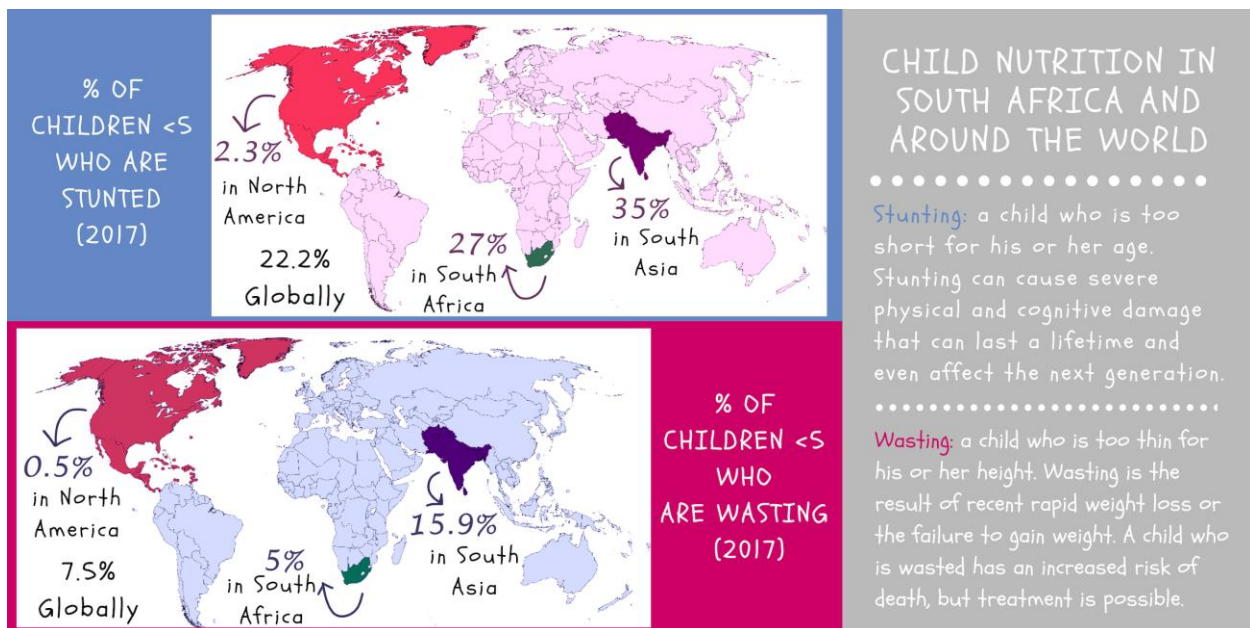 % OF
CHILDREN <5
WHO ARE
STUNTED
(2017)
2.3%
in North
America
22.2%
Globally
27%
in South
Africa
35%
in South
Asia
0.5%
in North
America
7.5%
Globally
5%
in South
Africa
15.9%
in South
Asia
% OF
CHILDREN <5
WHO
ARE WASTING
(2017)
CHILD NUTRITION IN
SOUTH AFRICA AND
AROUND THE WORLD
Stunting: a child who is too
short for his or her age.
Stunting can cause severe
physical and cognitive damage
that can last a lifetime and
even affect the next generation.
Wasting: a child who is too thin for
his or her height. Wasting is the
result of recent rapid weight loss or
the failure to gain weight. A child who
is wasted has an increased risk of
death, but treatment is possible.